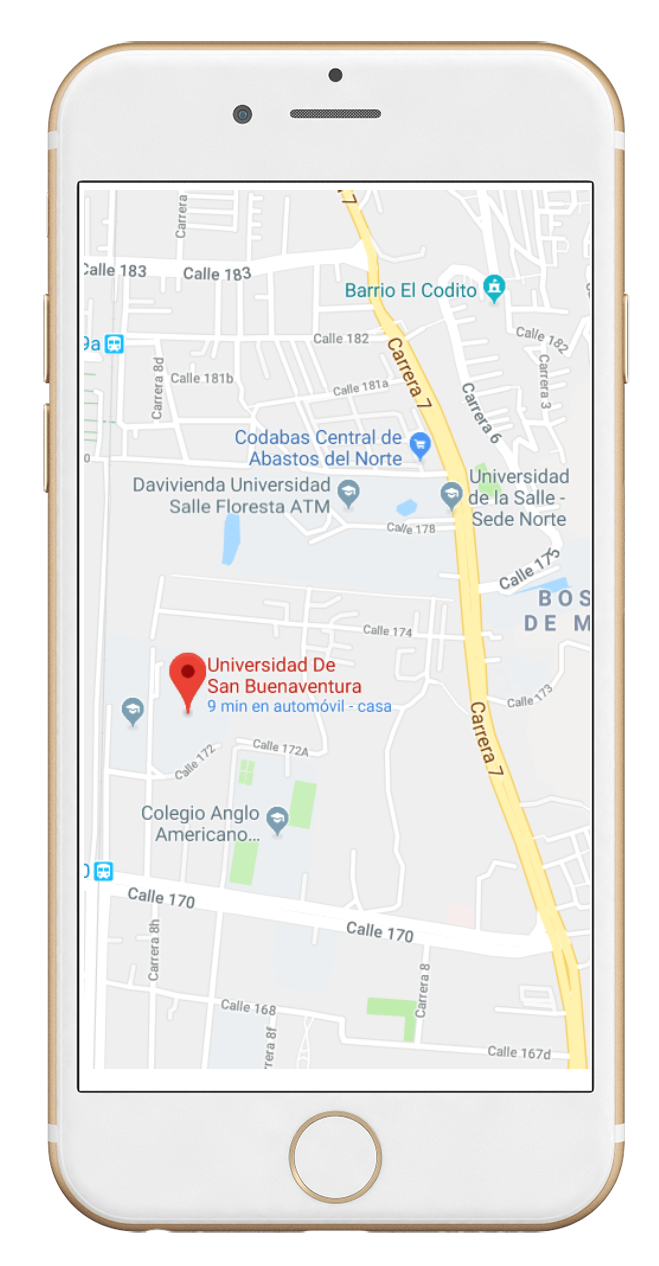 7
Carrera
Calle 183
Calle 183
Barrio El Codito
9a
Calle 182
Calle 182
Carrera 8d
Calle 181b
Calle 181a
Carrera 7
Carrera 6
Carrera 3
Codabas Central de
Abastos del Norte
0
Davivienda Universidad
Salle Floresta ATM
Universidad
de la Salle -
Sede Norte
Calle 178
Calle 175
BOS
DE M
Calle 174
Universidad De
San Buenaventura
9 min en automóvil - casa
Calle 173
Carrera 7
Calle 172
Calle 172A
Colegio Anglo
Americano...
0
Calle 170
Calle 170
Carrera 8h
Carrera 8
Calle 168
Carrera 8f
Calle 167d